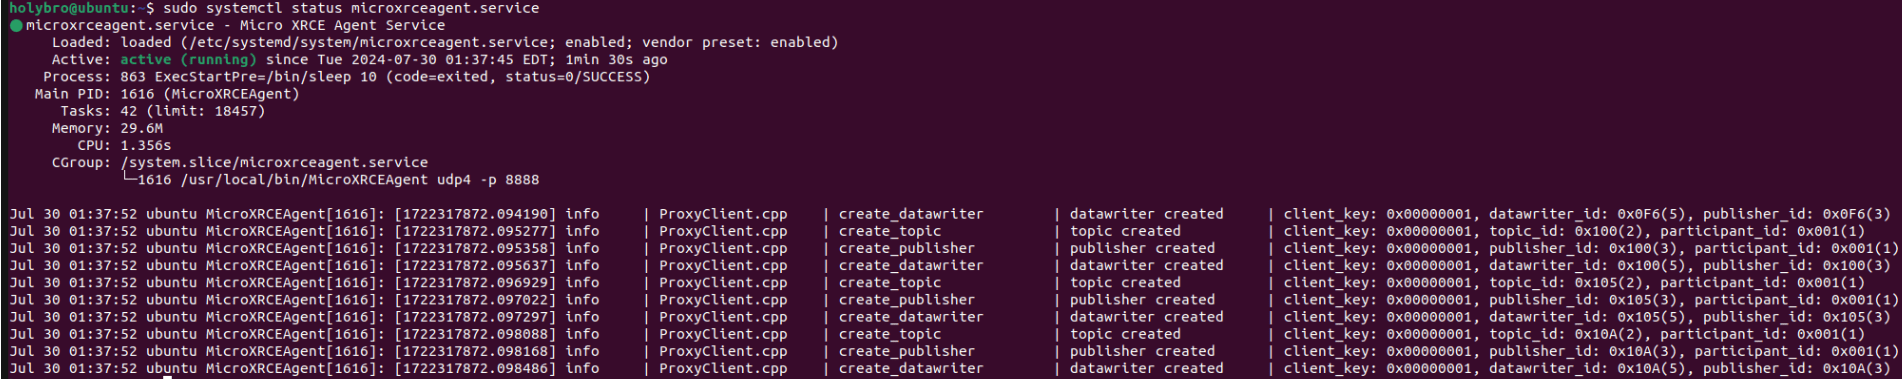 holybro@ubuntu:~$ sudo systemctl status microxrceagent.service
● microxrceagent.service - Micro XRCE Agent Service
Loaded: loaded (/etc/systemd/system/microxrceagent.service; enabled; vendor preset: enabled)
Active: active (running) since Tue 2024-07-30 01:37:45 EDT; 1min 30s ago
Process: 863 ExecStartPre=/bin/sleep 10 (code=exited, status=0/SUCCESS)
Main PID: 1616 (MicroXRCEAgent)
Tasks: 42 (limit: 18457)
Memory: 29.6M
CPU: 1.356s
CGroup: /system.slice/microxrceagent.service
└─1616 /usr/local/bin/MicroXRCEAgent udp4 -p 8888
Jul 30 01:37:52 ubuntu MicroXRCEAgent[1616]: [1722317872.094190] info | ProxyClient.cpp | create_datawriter | datawriter created | client_key: 0x00000001, datawriter_id: 0x0F6(5), publisher_id: 0x0F6(3)
Jul 30 01:37:52 ubuntu MicroXRCEAgent[1616]: [1722317872.095277] info | ProxyClient.cpp | create_topic | topic created | client_key: 0x00000001, topic_id: 0x100(2), participant_id: 0x001(1)
Jul 30 01:37:52 ubuntu MicroXRCEAgent[1616]: [1722317872.095358] info | ProxyClient.cpp | create_publisher | publisher created | client_key: 0x00000001, publisher_id: 0x100(3), participant_id: 0x001(1)
Jul 30 01:37:52 ubuntu MicroXRCEAgent[1616]: [1722317872.095637] info | ProxyClient.cpp | create_datawriter | datawriter created | client_key: 0x00000001, datawriter_id: 0x100(5), publisher_id: 0x100(3)
Jul 30 01:37:52 ubuntu MicroXRCEAgent[1616]: [1722317872.096929] info | ProxyClient.cpp | create_topic | topic created | client_key: 0x00000001, topic_id: 0x105(2), participant_id: 0x001(1)
Jul 30 01:37:52 ubuntu MicroXRCEAgent[1616]: [1722317872.097022] info | ProxyClient.cpp | create_publisher | publisher created | client_key: 0x00000001, publisher_id: 0x105(3), participant_id: 0x001(1)
Jul 30 01:37:52 ubuntu MicroXRCEAgent[1616]: [1722317872.097297] info | ProxyClient.cpp | create_datawriter | datawriter created | client_key: 0x00000001, datawriter_id: 0x105(5), publisher_id: 0x105(3)
Jul 30 01:37:52 ubuntu MicroXRCEAgent[1616]: [1722317872.098088] info | ProxyClient.cpp | create_topic | topic created | client_key: 0x00000001, topic_id: 0x10A(2), participant_id: 0x001(1)
Jul 30 01:37:52 ubuntu MicroXRCEAgent[1616]: [1722317872.098168] info | ProxyClient.cpp | create_publisher | publisher created | client_key: 0x00000001, publisher_id: 0x10A(3), participant_id: 0x001(1)
Jul 30 01:37:52 ubuntu MicroXRCEAgent[1616]: [1722317872.098486] info | ProxyClient.cpp | create_datawriter | datawriter created | client_key: 0x00000001, datawriter_id: 0x10A(5), publisher_id: 0x10A(3)